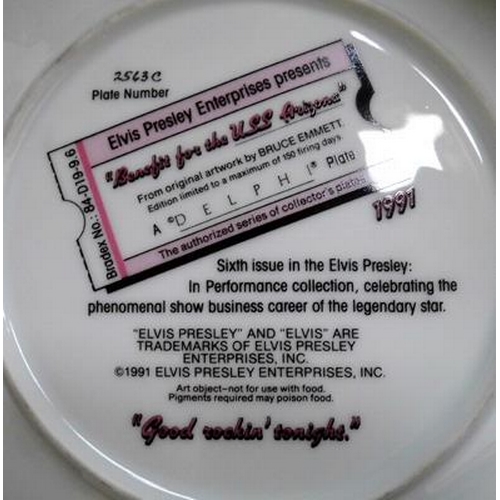 2563C
Plate Number
Elvis Presley Enterprises presents
"Benefit for the USS Arizona"
From original artwork by BRUCE EMMETT.
Edition limited to a maximum of 150 firing days.
A ©DELPHI® Plate
The authorized series of collector's plates
Bradex No.: 84-D19-9.6
1991
Sixth issue in the Elvis Presley:
In Performance collection, celebrating the
phenomenal show business career of the legendary star.
"ELVIS PRESLEY" AND "ELVIS" ARE
TRADEMARKS OF ELVIS PRESLEY
ENTERPRISES, INC.
©1991 ELVIS PRESLEY ENTERPRISES, INC.
Art object–not for use with food.
Pigments required may poison food.
"Good rockin' tonight."